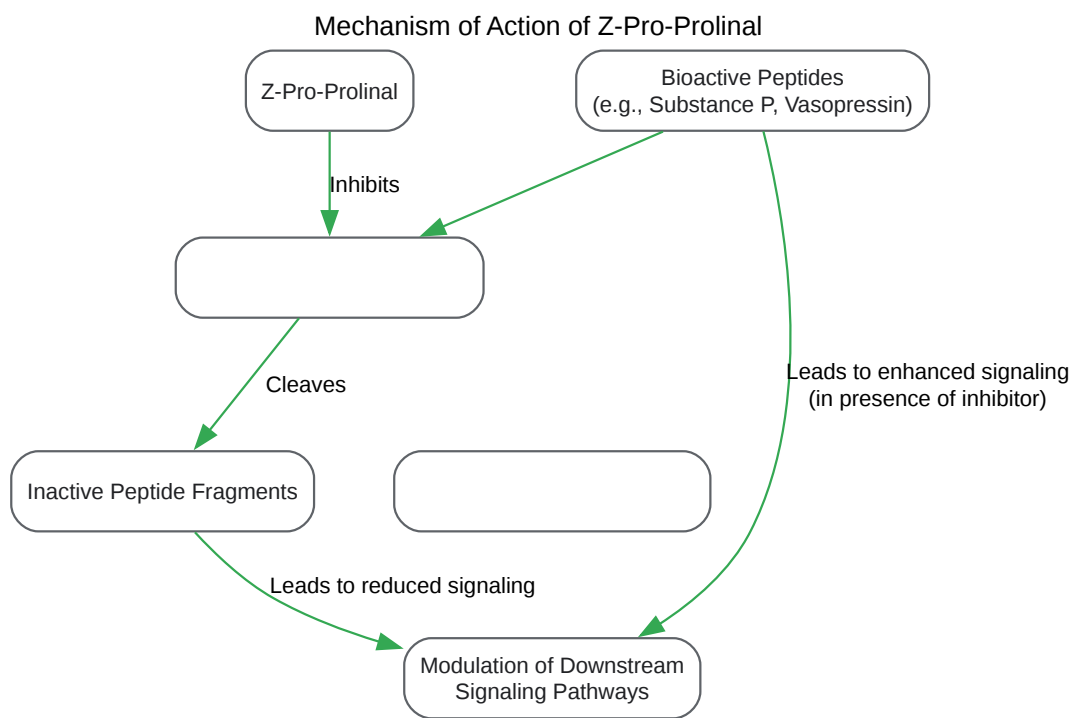 Mechanism of Action of Z-Pro-Prolinal
Z-Pro-Prolinal
Bioactive Peptides
(e.g., Substance P, Vasopressin)
Inhibits
Cleaves
Leads to enhanced signaling
(in presence of inhibitor)
Inactive Peptide Fragments
Leads to reduced signaling
Modulation of Downstream
Signaling Pathways